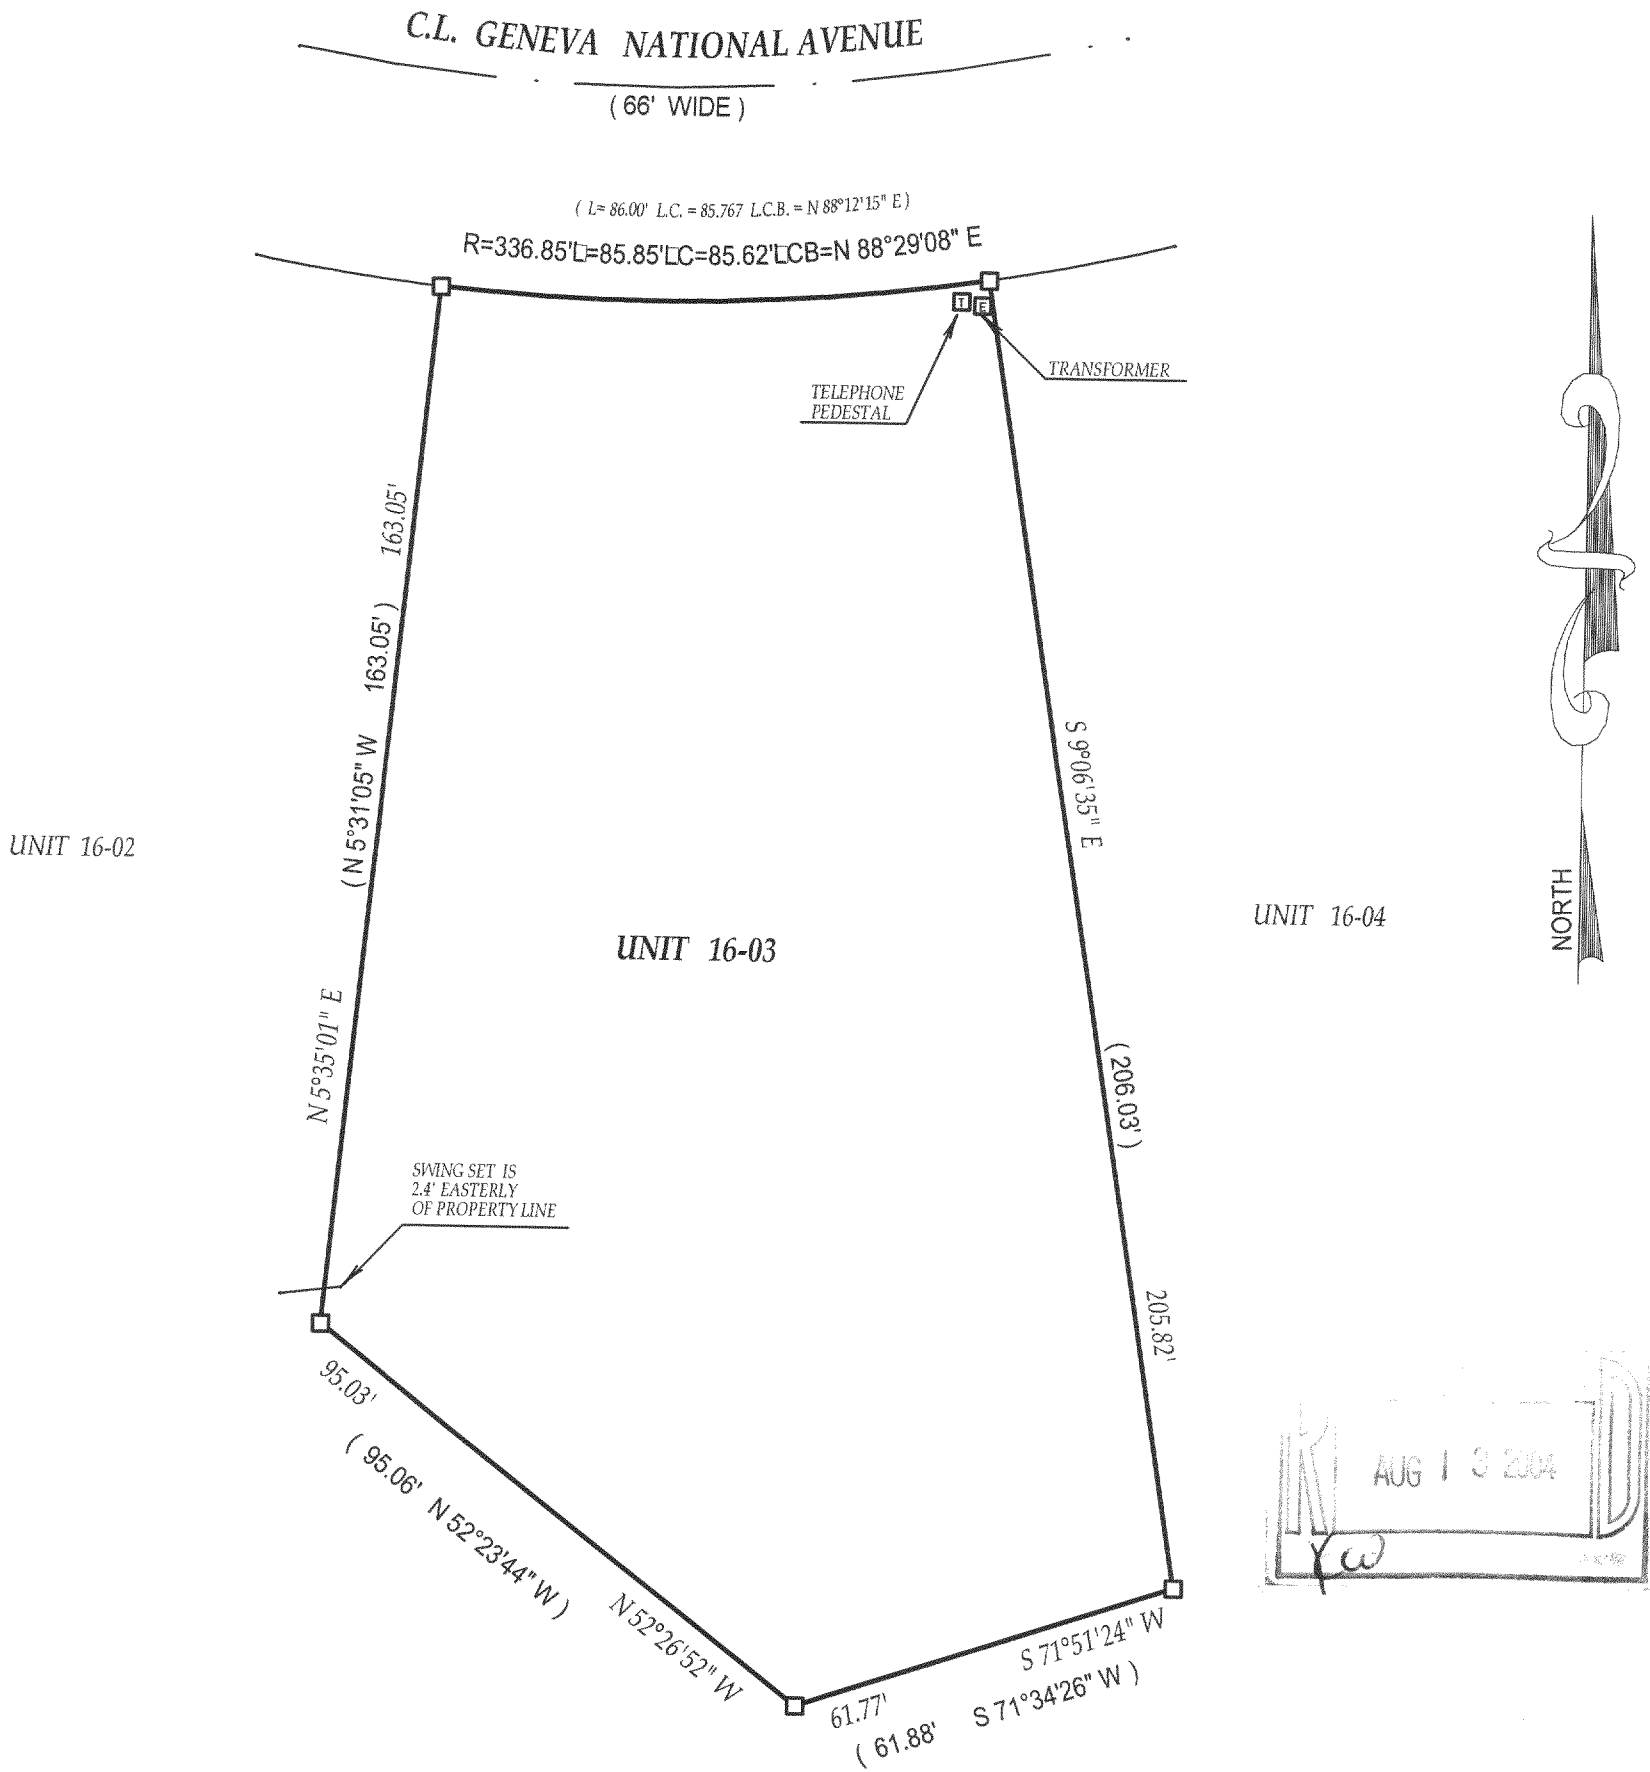 C.L. GENEVA NATIONAL AVENUE
( 66' WIDE )
( L= 86.00' L.C. = 85.767 L.C.B. = N 88°12'15" E )
R=336.85'L=85.85'LC=85.62'LCB=N 88°29'08" E
T
E
TRANSFORMER
TELEPHONE
PEDESTAL
163.05'
( N 5°31'05" W 163.05' )
N 5°35'01" E
S 9°06'35" E
( 206.03' )
205.82'
UNIT 16-02
UNIT 16-03
UNIT 16-04
NORTH
SWING SET IS
2.4' EASTERLY
OF PROPERTY LINE
95.03'
( 95.06' N 52°23'44" W )
N 52°26'52" W
S 71°51'24" W
61.77'
( 61.88' S 71°34'26" W )
AUG 13 2004